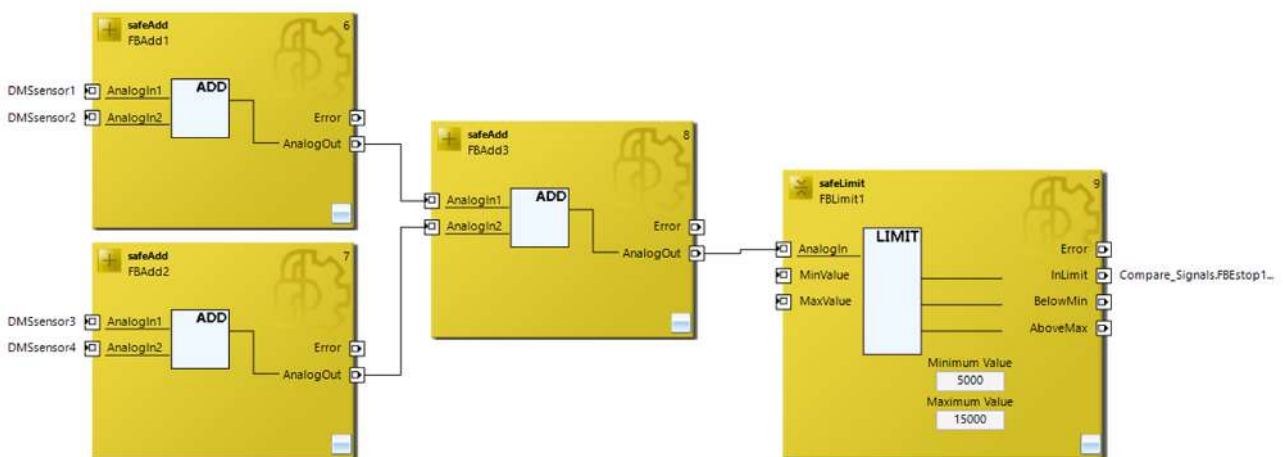 safeAdd 6
FBAdd1
DMSsensor1 AnalogIn1 ADD
DMSsensor2 AnalogIn2
Error
AnalogOut
safeAdd 7
FBAdd2
DMSsensor3 AnalogIn1 ADD
DMSsensor4 AnalogIn2
Error
AnalogOut
safeAdd 8
FBAdd3
AnalogIn1 ADD
AnalogIn2
Error
AnalogOut
safeLimit 9
FBLimit1
AnalogIn LIMIT Error
MinValue InLimit Compare_Signals.FBEstop1...
MaxValue BelowMin
AboveMax
Minimum Value
5000
Maximum Value
15000